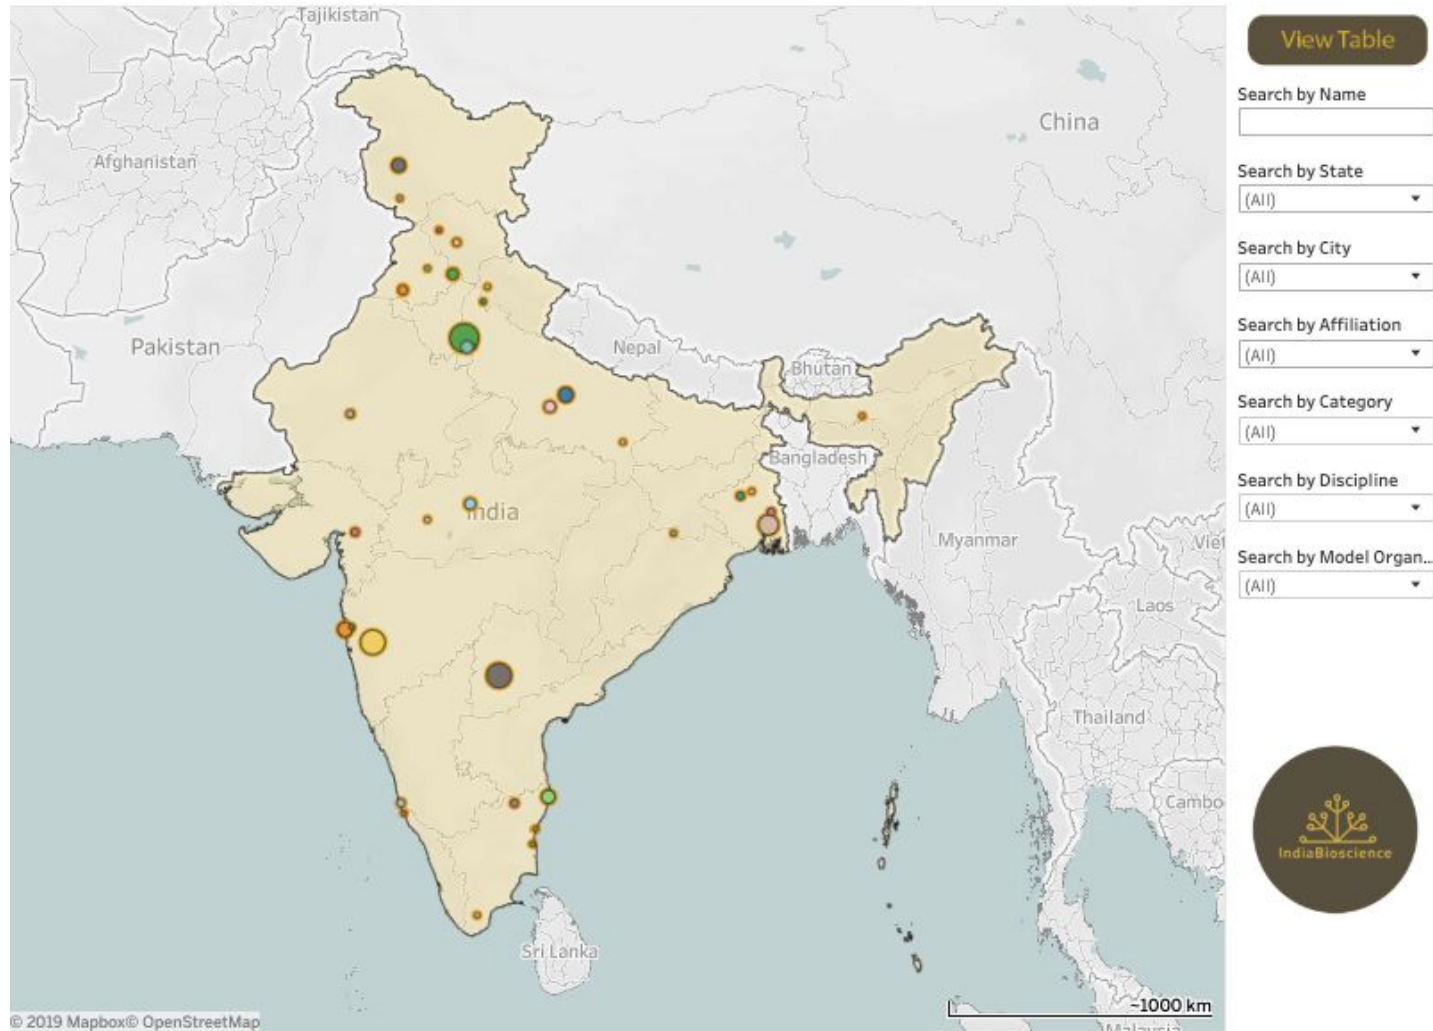 Tajikistan
China
Afghanistan
Pakistan
Nepal
Bhutan
Bangladesh
India
Myanmar
Laos
Thailand
Sri Lanka
~1000 km
© 2019 Mapbox© OpenStreetMap
View Table
Search by Name
Search by State
(All)
Search by City
(All)
Search by Affiliation
(All)
Search by Category
(All)
Search by Discipline
(All)
Search by Model Organ...
(All)
IndiaBioscience